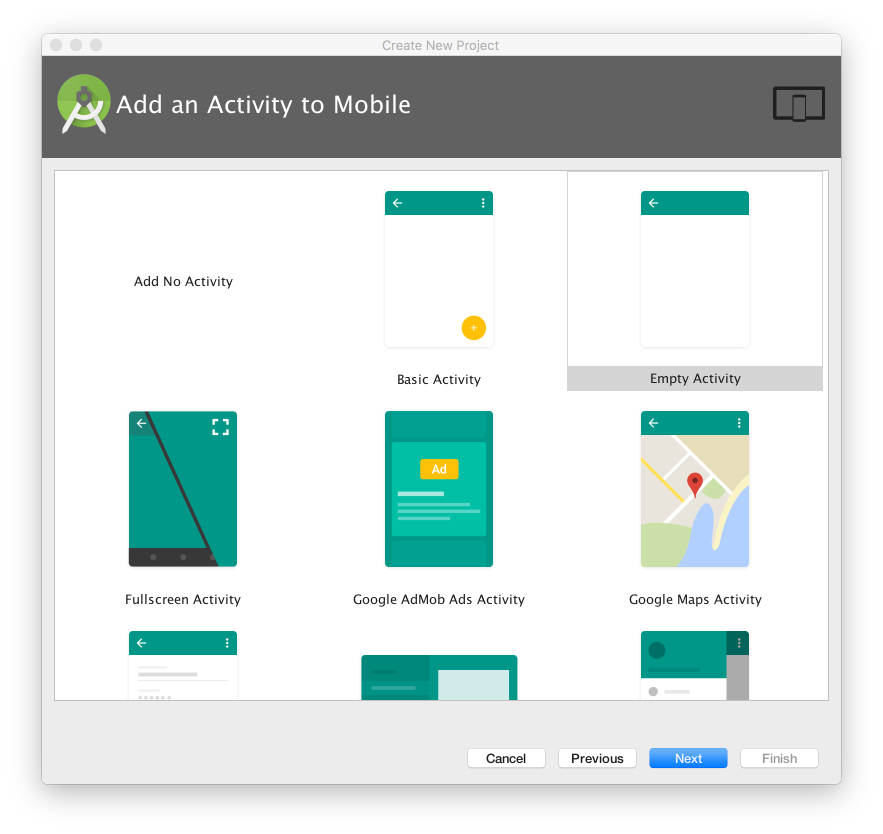 Create New Project
Add an Activity to Mobile
Add No Activity
Basic Activity
Empty Activity
Ad
Fullscreen Activity
Google AdMob Ads Activity
Google Maps Activity
Cancel
Previous
Next
Finish